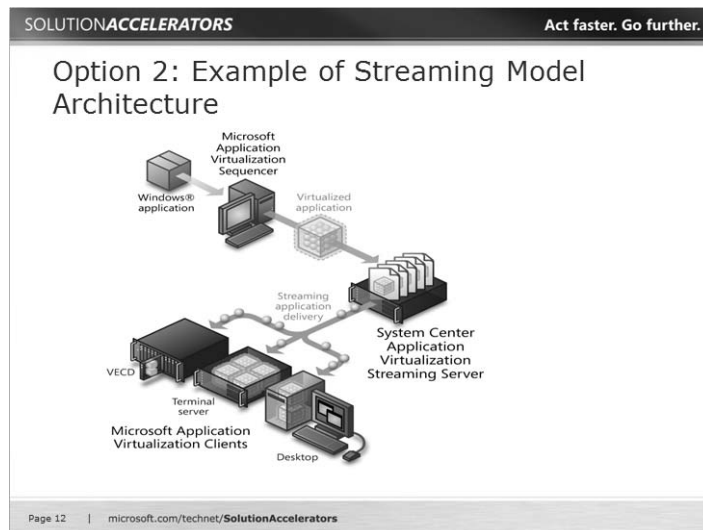 SOLUTIONACCELERATORS
Act faster. Go further.
Option 2: Example of Streaming Model
Architecture
Microsoft
Application
Virtualization
Sequencer
Windows®
application
Virtualized
application
Streaming
application
delivery
System Center
Application
Virtualization
Streaming Server
VECD
Terminal
server
Microsoft Application
Virtualization Clients
Desktop
Page 12 | microsoft.com/technet/SolutionAccelerators